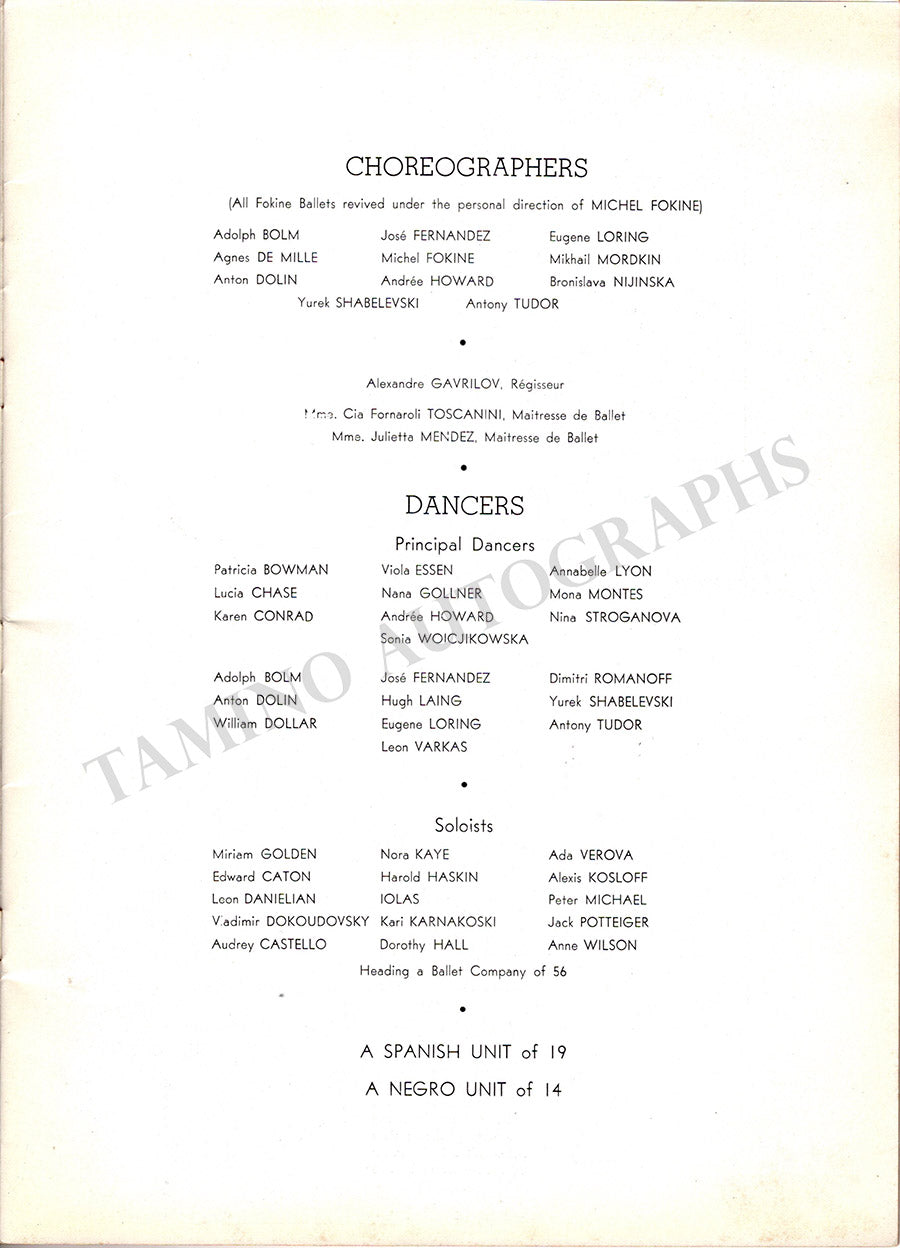 CHOREOGRAPHERS
(All Fokine Ballets revived under the personal direction of MICHEL FOKINE)
Adolph BOLM José FERNANDEZ Eugene LORING
Agnes DE MILLE Michel FOKINE Mikhail MORDKIN
Anton DOLIN Andrée HOWARD Bronislava NIJINSKA
Yurek SHABELEVSKI Antony TUDOR
•
Alexandre GAVRILOV, Régisseur
Mme. Cia Fornaroli TOSCANINI, Maitresse de Ballet
Mme. Julietta MENDEZ, Maitresse de Ballet
•
DANCERS
Principal Dancers
Patricia BOWMAN Viola ESSEN Annabelle LYON
Lucia CHASE Nana GOLLNER Mona MONTES
Karen CONRAD Andrée HOWARD Nina STROGANOVA
Sonia WOICJIKOWSKA
Adolph BOLM José FERNANDEZ Dimitri ROMANOFF
Anton DOLIN Hugh LAING Yurek SHABELEVSKI
William DOLLAR Eugene LORING Antony TUDOR
Leon VARKAS
•
Soloists
Miriam GOLDEN Nora KAYE Ada VEROVA
Edward CATON Harold HASKIN Alexis KOSLOFF
Leon DANIELIAN IOLAS Peter MICHAEL
Vladimir DOKOUDOVSKY Kari KARNAKOSKI Jack POTTEIGER
Audrey CASTELLO Dorothy HALL Anne WILSON
Heading a Ballet Company of 56
•
A SPANISH UNIT of 19
A NEGRO UNIT of 14
TAMINO AUTOGRAPHS